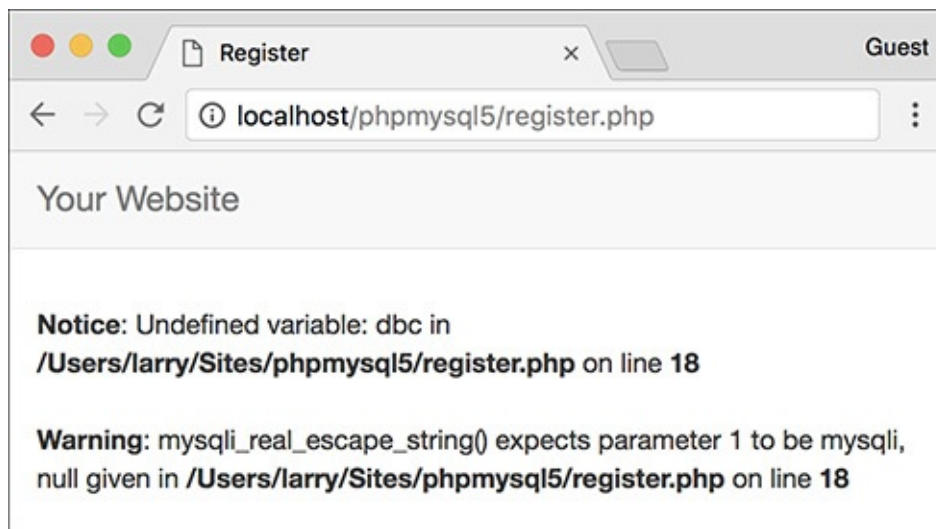 Register
Guest
localhost/phpmysql5/register.php
Your Website
Notice: Undefined variable: dbc in
/Users/larry/Sites/phpmysql5/register.php on line 18
Warning: mysqli_real_escape_string() expects parameter 1 to be mysqli,
null given in /Users/larry/Sites/phpmysql5/register.php on line 18